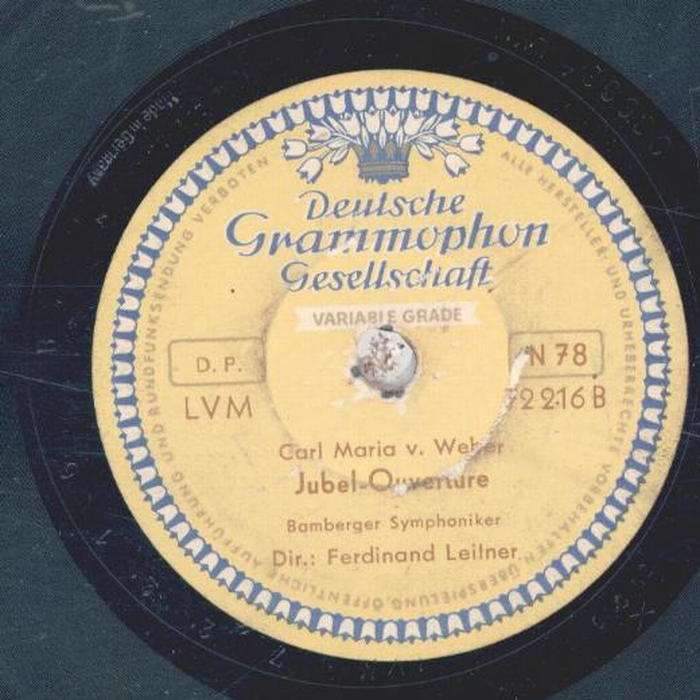 Made in Germany
ALLE HERSTELLER- UND URHEBERRECHTE VORBEHALTEN
ÜBERSPIELUNG, ÖFFENTLICHE AUFFÜHRUNG UND RUNDFUNKSENDUNG VERBOTEN
Deutsche
Grammophon
Gesellschaft
VARIABLE GRADE
D. P.
N 78
LVM
72216 B
Carl Maria v. Weber
Jubel-Ouverture
Bamberger Symphoniker
Dir.: Ferdinand Leitner